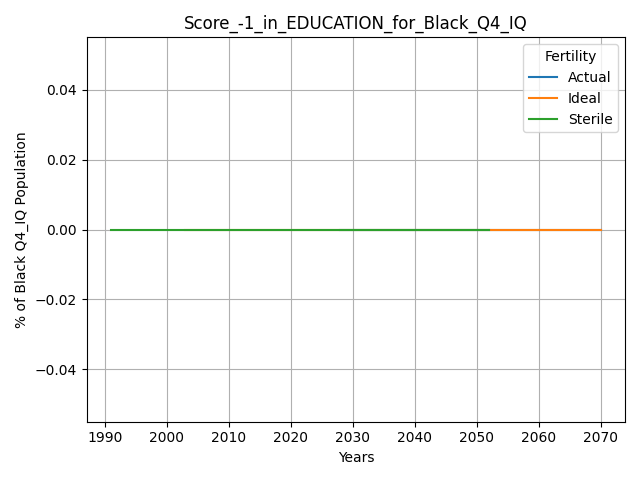 Score_-1_in_EDUCATION_for_Black_Q4_IQ
Fertility
Actual
Ideal
Sterile
% of Black Q4_IQ Population
0.04
0.02
0.00
−0.02
−0.04
1990 2000 2010 2020 2030 2040 2050 2060 2070
Years